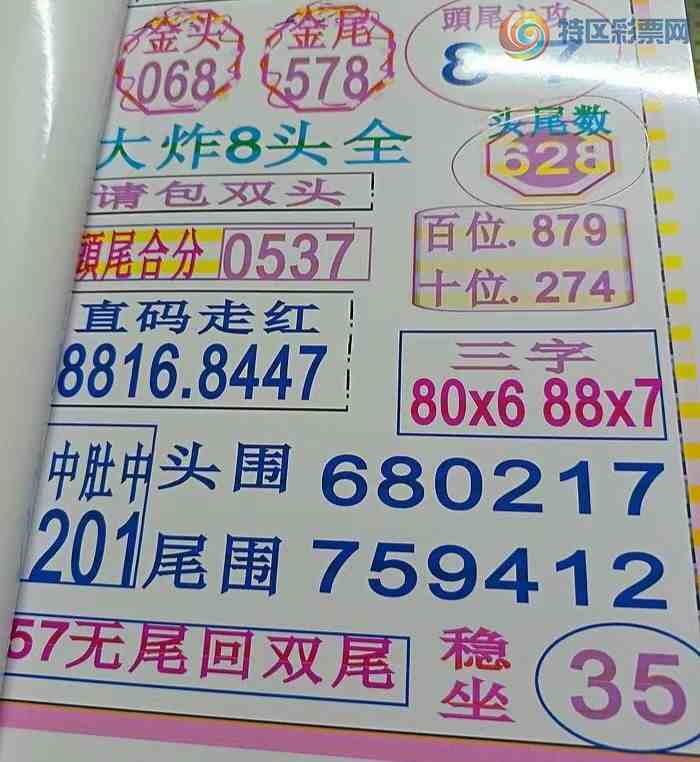 金头
068
金尾
578
頭尾主攻
特区彩票网
大炸8头全
头尾数
628
请包双头
百位.879
十位.274
頭尾合分 0537
直码走红
8816.8447
三字
80x6 88x7
中肚中
201
头围 680217
尾围 759412
57无尾回双尾
稳坐
35